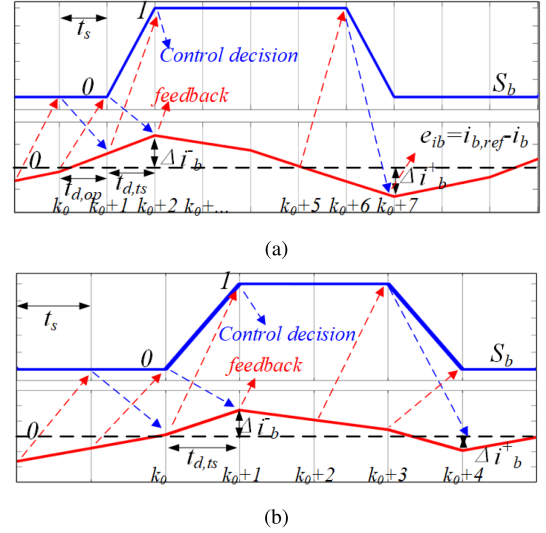 1
t_s
Control decision
0
S_b
feedback
e_ib=i_b,ref-i_b
0
Δi^-_b
Δi^+_b
t_d,op
t_d,ts
k_0
k_0+1
k_0+2
k_0+...
k_0+5
k_0+6
k_0+7
(a)
1
t_s
Control decision
0
S_b
feedback
0
Δi^-_b
t_d,ts
Δi^+_b
k_0
k_0+1
k_0+2
k_0+3
k_0+4
(b)